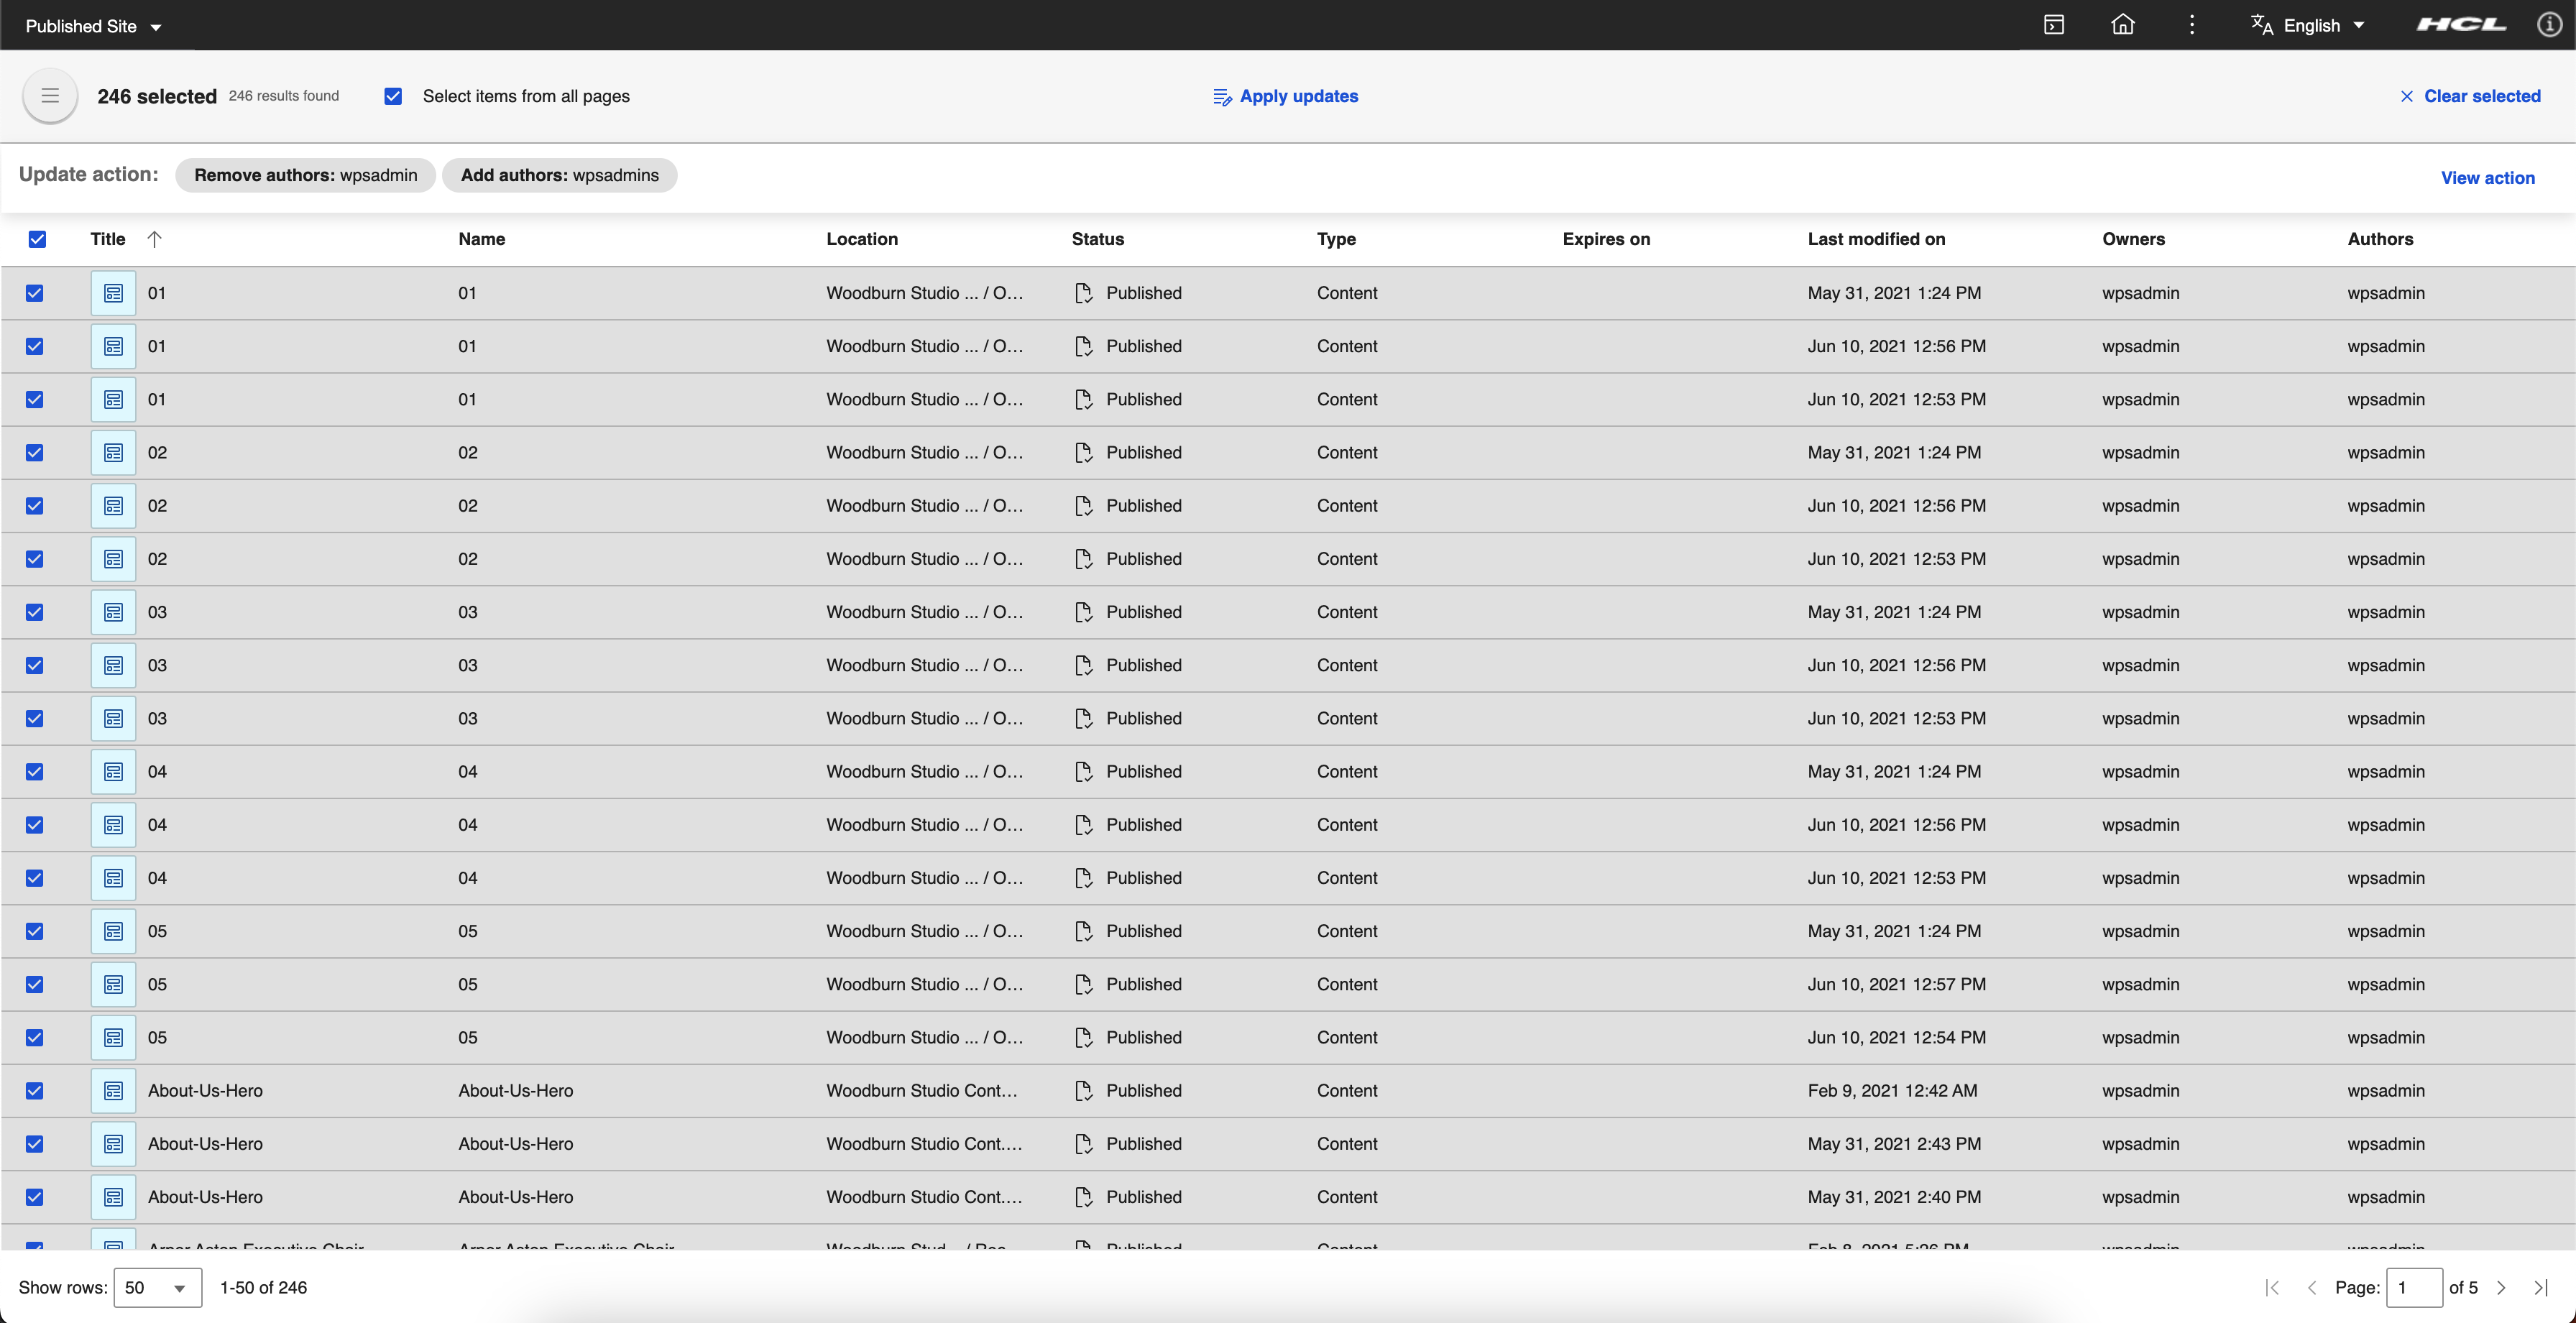 Published Site English HCL
246 selected 246 results found Select items from all pages Apply updates Clear selected
Update action: Remove authors: wpsadmin Add authors: wpsadmins View action
Title Name Location Status Type Expires on Last modified on Owners Authors
01 01 Woodburn Studio ... / O... Published Content May 31, 2021 1:24 PM wpsadmin wpsadmin
01 01 Woodburn Studio ... / O... Published Content Jun 10, 2021 12:56 PM wpsadmin wpsadmin
01 01 Woodburn Studio ... / O... Published Content Jun 10, 2021 12:53 PM wpsadmin wpsadmin
02 02 Woodburn Studio ... / O... Published Content May 31, 2021 1:24 PM wpsadmin wpsadmin
02 02 Woodburn Studio ... / O... Published Content Jun 10, 2021 12:56 PM wpsadmin wpsadmin
02 02 Woodburn Studio ... / O... Published Content Jun 10, 2021 12:53 PM wpsadmin wpsadmin
03 03 Woodburn Studio ... / O... Published Content May 31, 2021 1:24 PM wpsadmin wpsadmin
03 03 Woodburn Studio ... / O... Published Content Jun 10, 2021 12:56 PM wpsadmin wpsadmin
03 03 Woodburn Studio ... / O... Published Content Jun 10, 2021 12:53 PM wpsadmin wpsadmin
04 04 Woodburn Studio ... / O... Published Content May 31, 2021 1:24 PM wpsadmin wpsadmin
04 04 Woodburn Studio ... / O... Published Content Jun 10, 2021 12:56 PM wpsadmin wpsadmin
04 04 Woodburn Studio ... / O... Published Content Jun 10, 2021 12:53 PM wpsadmin wpsadmin
05 05 Woodburn Studio ... / O... Published Content May 31, 2021 1:24 PM wpsadmin wpsadmin
05 05 Woodburn Studio ... / O... Published Content Jun 10, 2021 12:57 PM wpsadmin wpsadmin
05 05 Woodburn Studio ... / O... Published Content Jun 10, 2021 12:54 PM wpsadmin wpsadmin
About-Us-Hero About-Us-Hero Woodburn Studio Cont... Published Content Feb 9, 2021 12:42 AM wpsadmin wpsadmin
About-Us-Hero About-Us-Hero Woodburn Studio Cont.... Published Content May 31, 2021 2:43 PM wpsadmin wpsadmin
About-Us-Hero About-Us-Hero Woodburn Studio Cont.... Published Content May 31, 2021 2:40 PM wpsadmin wpsadmin
Show rows: 50 1-50 of 246 Page: 1 of 5